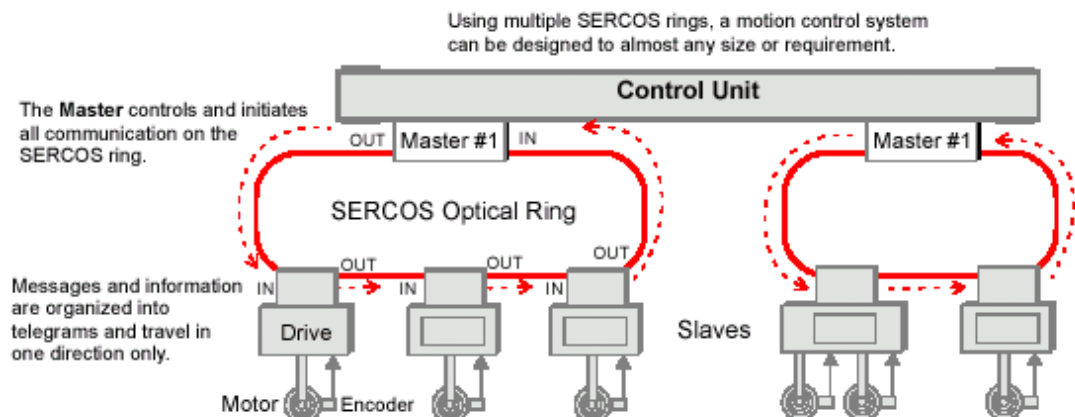 Using multiple SERCOS rings, a motion control system
can be designed to almost any size or requirement.
Control Unit
The Master controls and initiates
all communication on the
SERCOS ring.
OUT
Master #1
IN
Master #1
SERCOS Optical Ring
OUT
OUT
OUT
Messages and information
are organized into
telegrams and travel in
one direction only.
IN
IN
IN
Drive
Slaves
Motor
Encoder